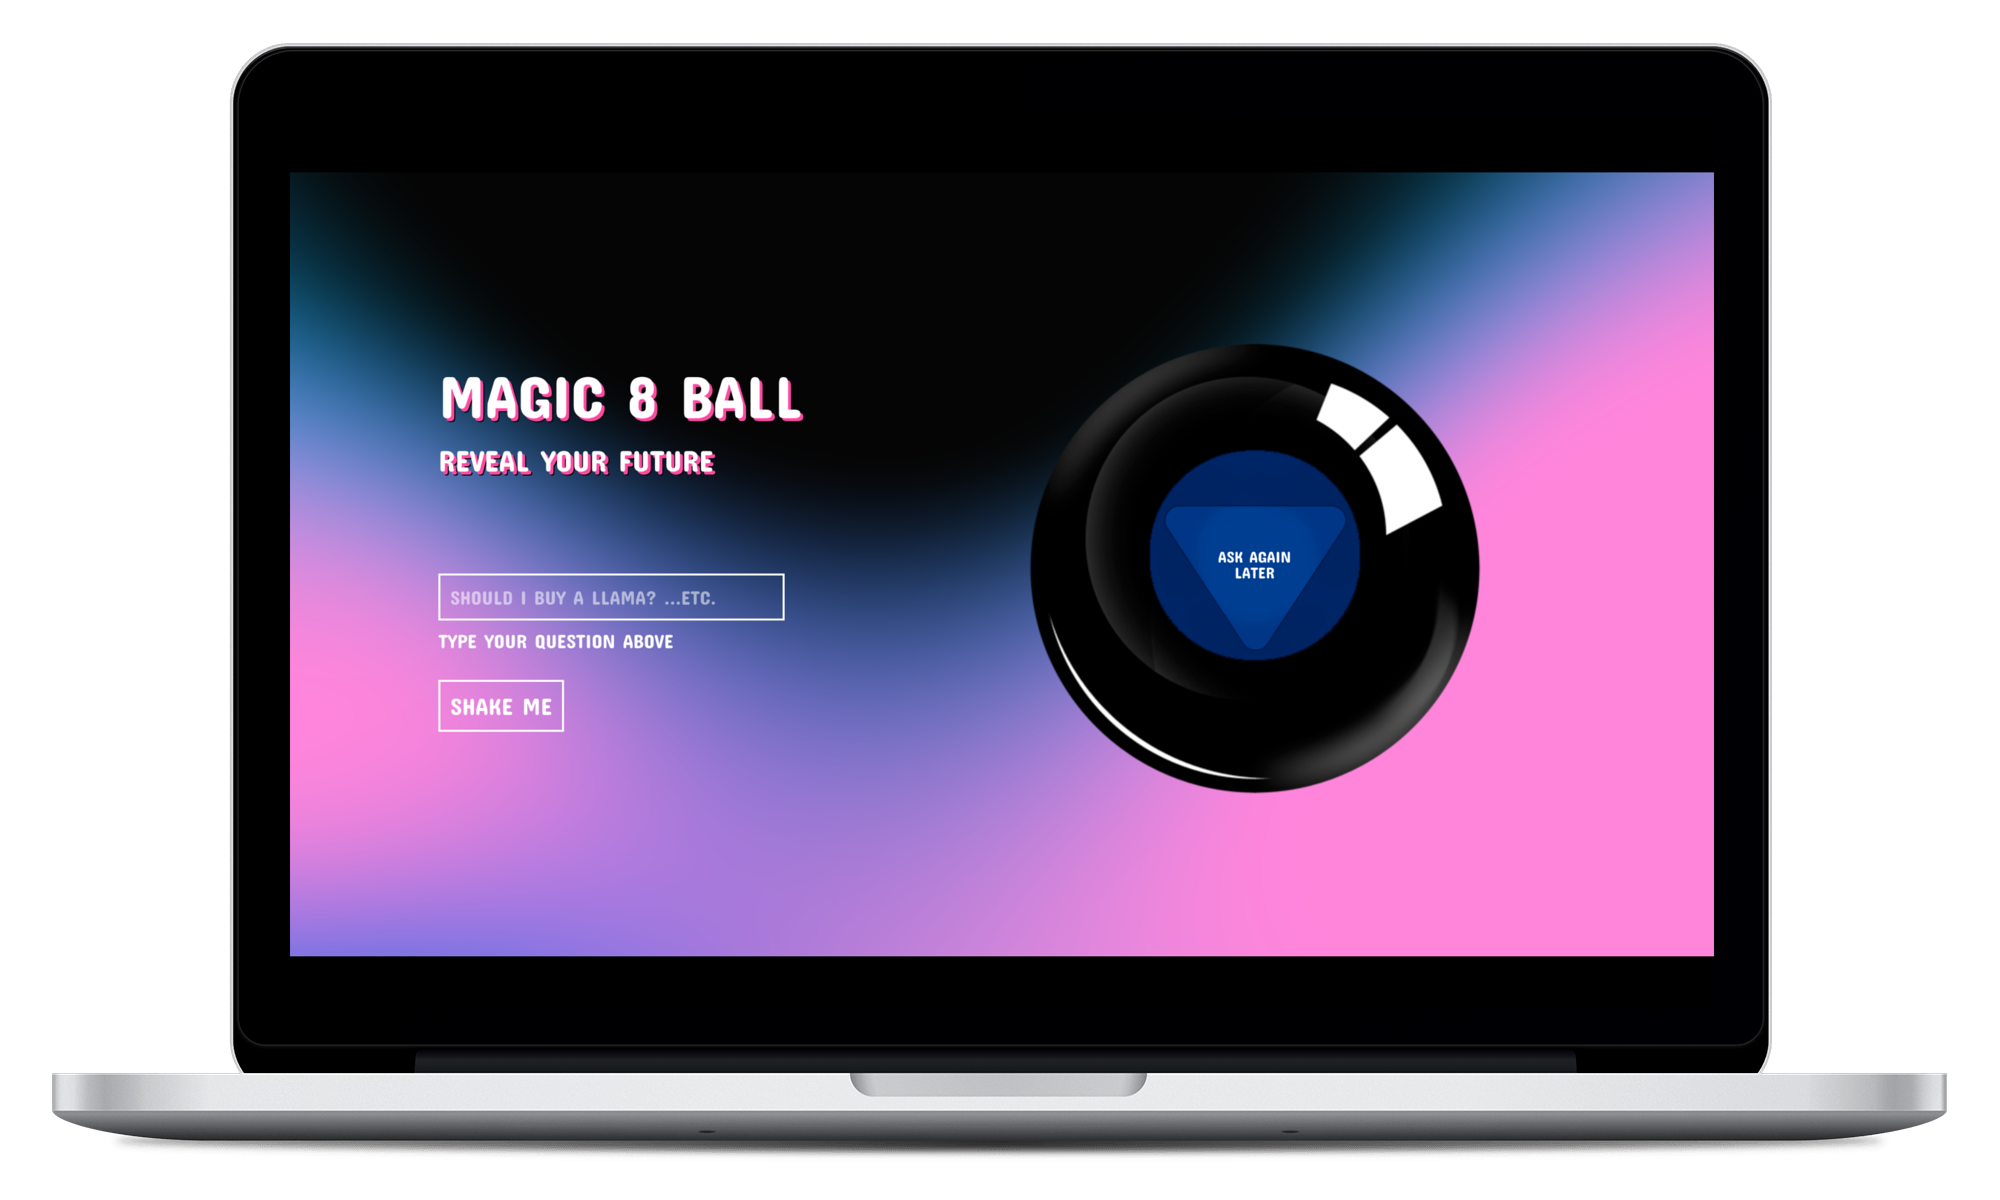 MAGIC 8 BALL
REVEAL YOUR FUTURE
SHOULD I BUY A LLAMA? ...ETC.
TYPE YOUR QUESTION ABOVE
SHAKE ME
ASK AGAIN
LATER